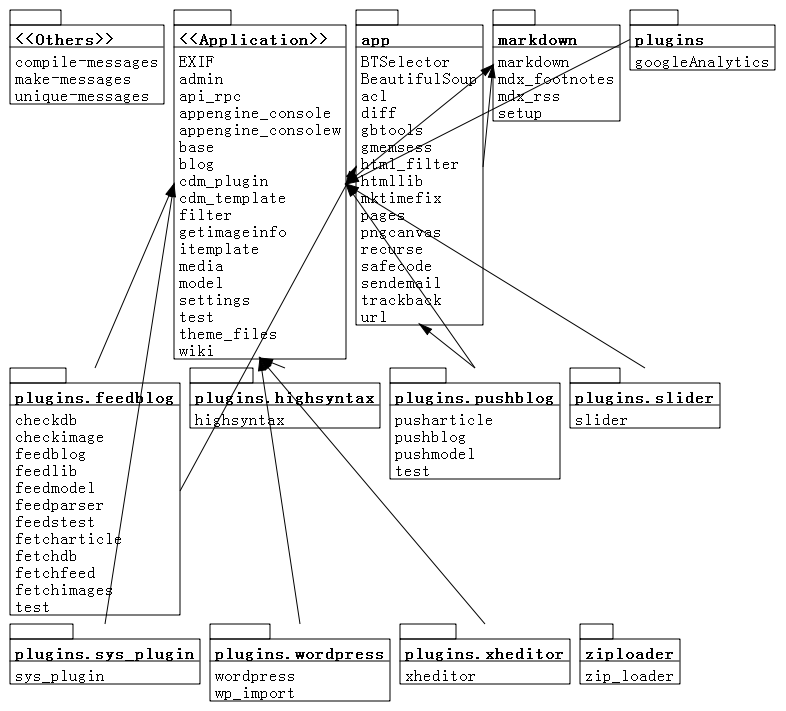 <<Others>>
compile-messages
make-messages
unique-messages
<<Application>>
EXIF
admin
api_rpc
appengine_console
appengine_consolew
base
blog
cdm_plugin
cdm_template
filter
getimageinfo
itemplate
media
model
settings
test
theme_files
wiki
app
BTSelector
BeautifulSoup
acl
diff
gbtools
gmemsess
html_filter
htmllib
mktimefix
pages
pngcanvas
recurse
safecode
sendemail
trackback
url
markdown
markdown
mdx_footnotes
mdx_rss
setup
plugins
googleAnalytics
plugins.feedblog
checkdb
checkimage
feedblog
feedlib
feedmodel
feedparser
feedstest
fetcharticle
fetchdb
fetchfeed
fetchimages
test
plugins.highsyntax
highsyntax
plugins.pushblog
pusharticle
pushblog
pushmodel
test
plugins.slider
slider
plugins.sys_plugin
sys_plugin
plugins.wordpress
wordpress
wp_import
plugins.xheditor
xheditor
ziploader
zip_loader